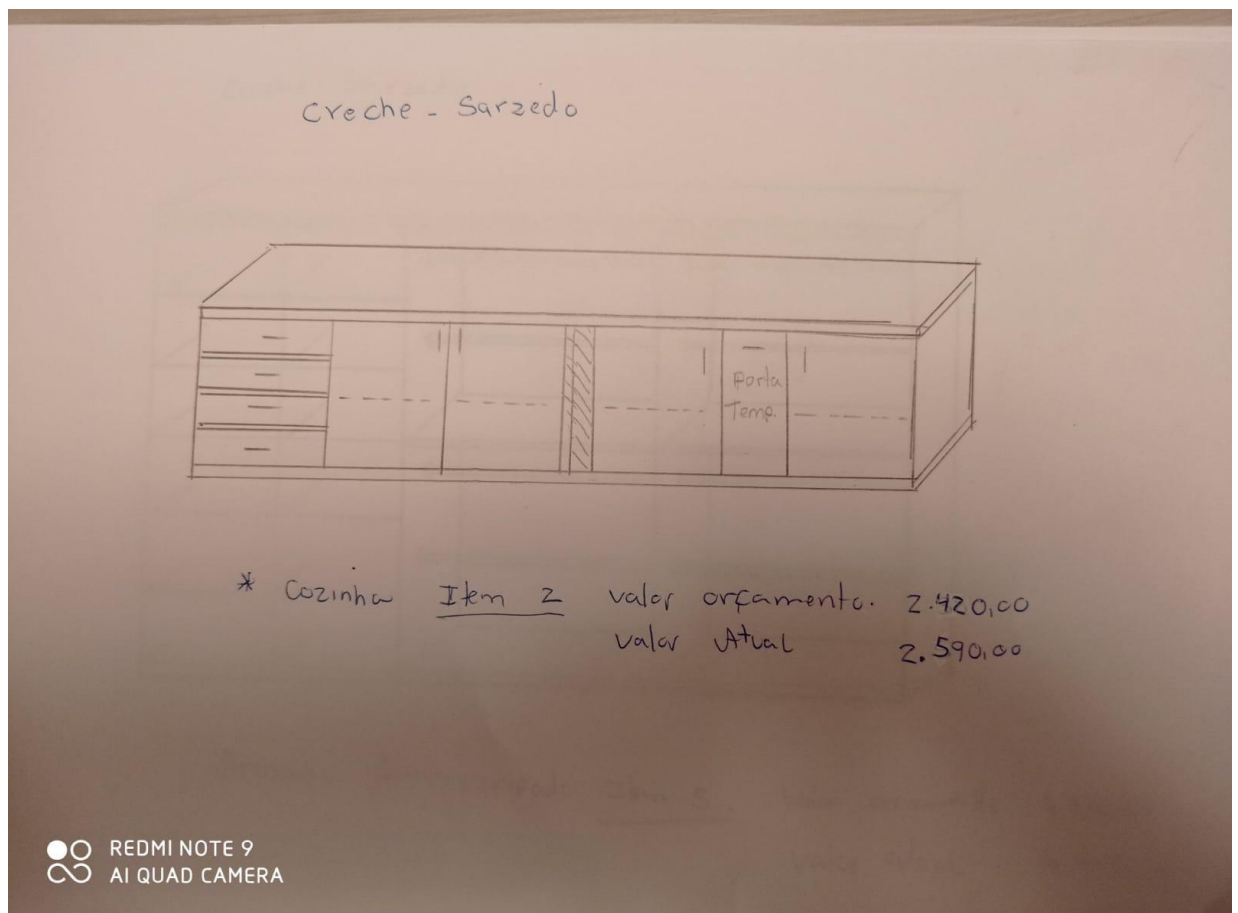 Creche - Sarzedo
Porta
Temp.
* Cozinha Item 2 valor orçamento. 2.420,00
valor Atual 2.590,00
REDMI NOTE 9
AI QUAD CAMERA